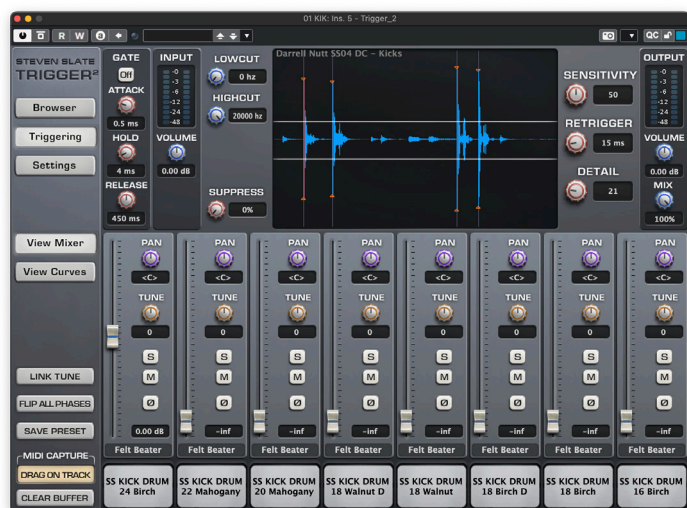 01 KIK: Ins. 5 - Trigger_2
R W a QC
STEVEN SLATE
TRIGGER²
Browser
Triggering
Settings
View Mixer
View Curves
LINK TUNE
FLIP ALL PHASES
SAVE PRESET
MIDI CAPTURE
DRAG ON TRACK
CLEAR BUFFER
GATE
Off
ATTACK
0.5 ms
HOLD
4 ms
RELEASE
450 ms
INPUT
-0
-3
-6
-12
-24
-48
VOLUME
0.00 dB
LOWCUT
0 hz
HIGHCUT
20000 hz
SUPPRESS
0%
Darrell Nutt SS04 DC - Kicks
SENSITIVITY
50
RETRIGGER
15 ms
DETAIL
21
OUTPUT
-0
-3
-6
-12
-24
-48
VOLUME
0.00 dB
MIX
100%
PAN PAN PAN PAN PAN PAN PAN PAN
<C> <C> <C> <C> <C> <C> <C> <C>
TUNE TUNE TUNE TUNE TUNE TUNE TUNE TUNE
0 0 0 0 0 0 0 0
S S S S S S S S
M M M M M M M M
Ø Ø Ø Ø Ø Ø Ø Ø
0.00 dB -inf -inf -inf -inf -inf -inf -inf
Felt Beater Felt Beater Felt Beater Felt Beater Felt Beater Felt Beater Felt Beater Felt Beater
SS KICK DRUM SS KICK DRUM SS KICK DRUM SS KICK DRUM SS KICK DRUM SS KICK DRUM SS KICK DRUM SS KICK DRUM
24 Birch 22 Mahogany 20 Mahogany 18 Walnut D 18 Walnut 18 Birch D 18 Birch 16 Birch